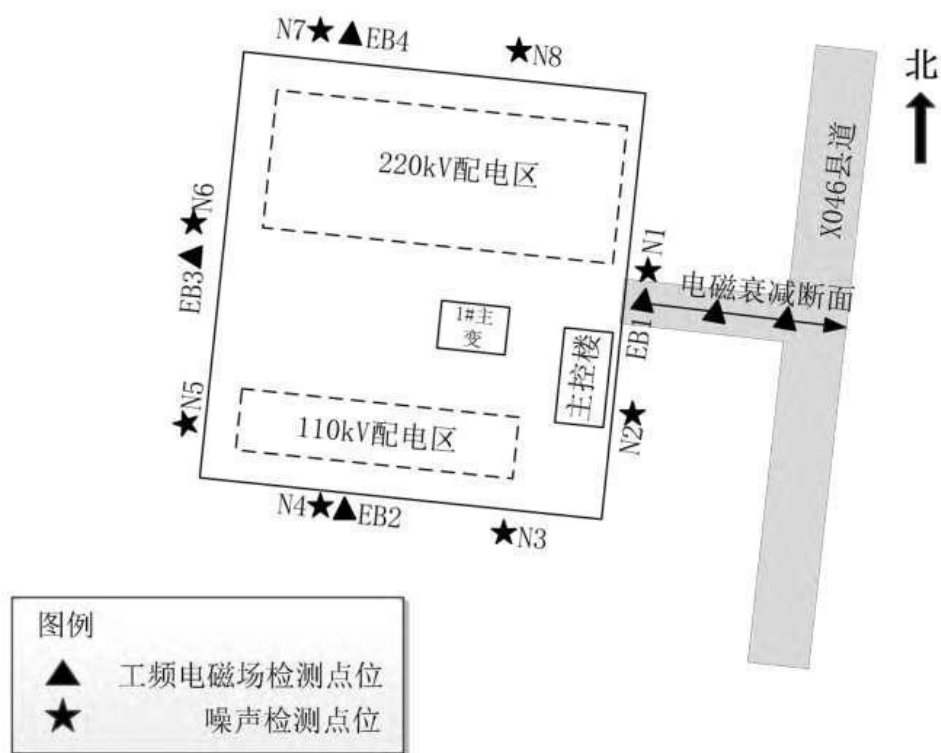 N7
EB4
N8
北
220kV配电区
X046县道
N6
EB3
N1
电磁衰减断面
EB1
1#主
变
主控楼
N5
110kV配电区
N2
N4
EB2
N3
图例
工频电磁场检测点位
噪声检测点位